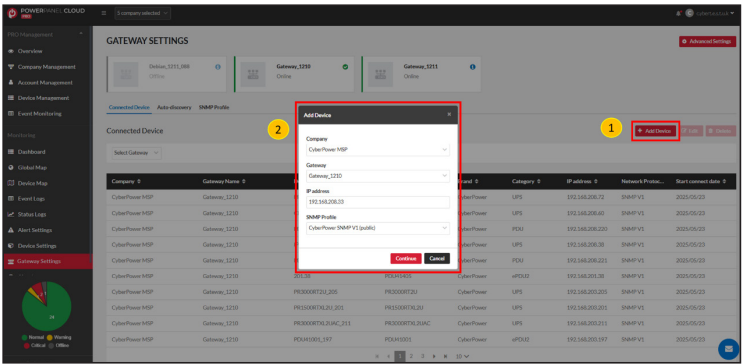 POWERPANEL CLOUD
PRO
1 company selected
PRO Management
Overview
Company Management
Account Management
Device Management
Event Monitoring
Monitoring
Dashboard
Global Map
Device Map
Event Logs
Status Logs
Alert Settings
Device Settings
Gateway Settings
24
Normal Warning
Critical Offline
GATEWAY SETTINGS
Advanced Settings
Offline
Gateway_1210
Online
Gateway_1211
Online
Connected Device Auto-discovery SNMP Profile
Connected Device
1
Add Device Edit Delete
Select Gateway
2
Add Device ×
Company
CyberPower MSP
Gateway
Gateway_1210
IP address
192.168.208.33
SNMP Profile
CyberPower SNMP V1 (public)
Continue Cancel
Company Gateway Name Brand Category IP address Network Protoc... Start connect date
CyberPower MSP Gateway_1210 CyberPower UPS 192.168.208.72 SNMP V1 2025/05/23
CyberPower MSP Gateway_1210 CyberPower UPS 192.168.208.60 SNMP V1 2025/05/23
CyberPower MSP Gateway_1210 CyberPower PDU 192.168.208.220 SNMP V1 2025/05/23
CyberPower MSP Gateway_1210 CyberPower UPS 192.168.208.38 SNMP V1 2025/05/23
CyberPower MSP Gateway_1210 CyberPower PDU 192.168.208.221 SNMP V1 2025/05/23
CyberPower MSP Gateway_1210 201.38 PDU41405 CyberPower ePDU2 192.168.201.38 SNMP V1 2025/05/23
CyberPower MSP Gateway_1210 PR3000RT2U_205 PR3000RT2U CyberPower UPS 192.168.203.205 SNMP V1 2025/05/23
CyberPower MSP Gateway_1210 PR1500RTXL2U_201 PR1500RTXL2U CyberPower UPS 192.168.203.201 SNMP V1 2025/05/23
CyberPower MSP Gateway_1210 PR3000RTXL2UAC_211 PR3000RTXL2UAC CyberPower UPS 192.168.203.211 SNMP V1 2025/05/23
CyberPower MSP Gateway_1210 PDU41001_197 PDU41001 CyberPower ePDU2 192.168.203.197 SNMP V1 2025/05/23
1 2 3 10